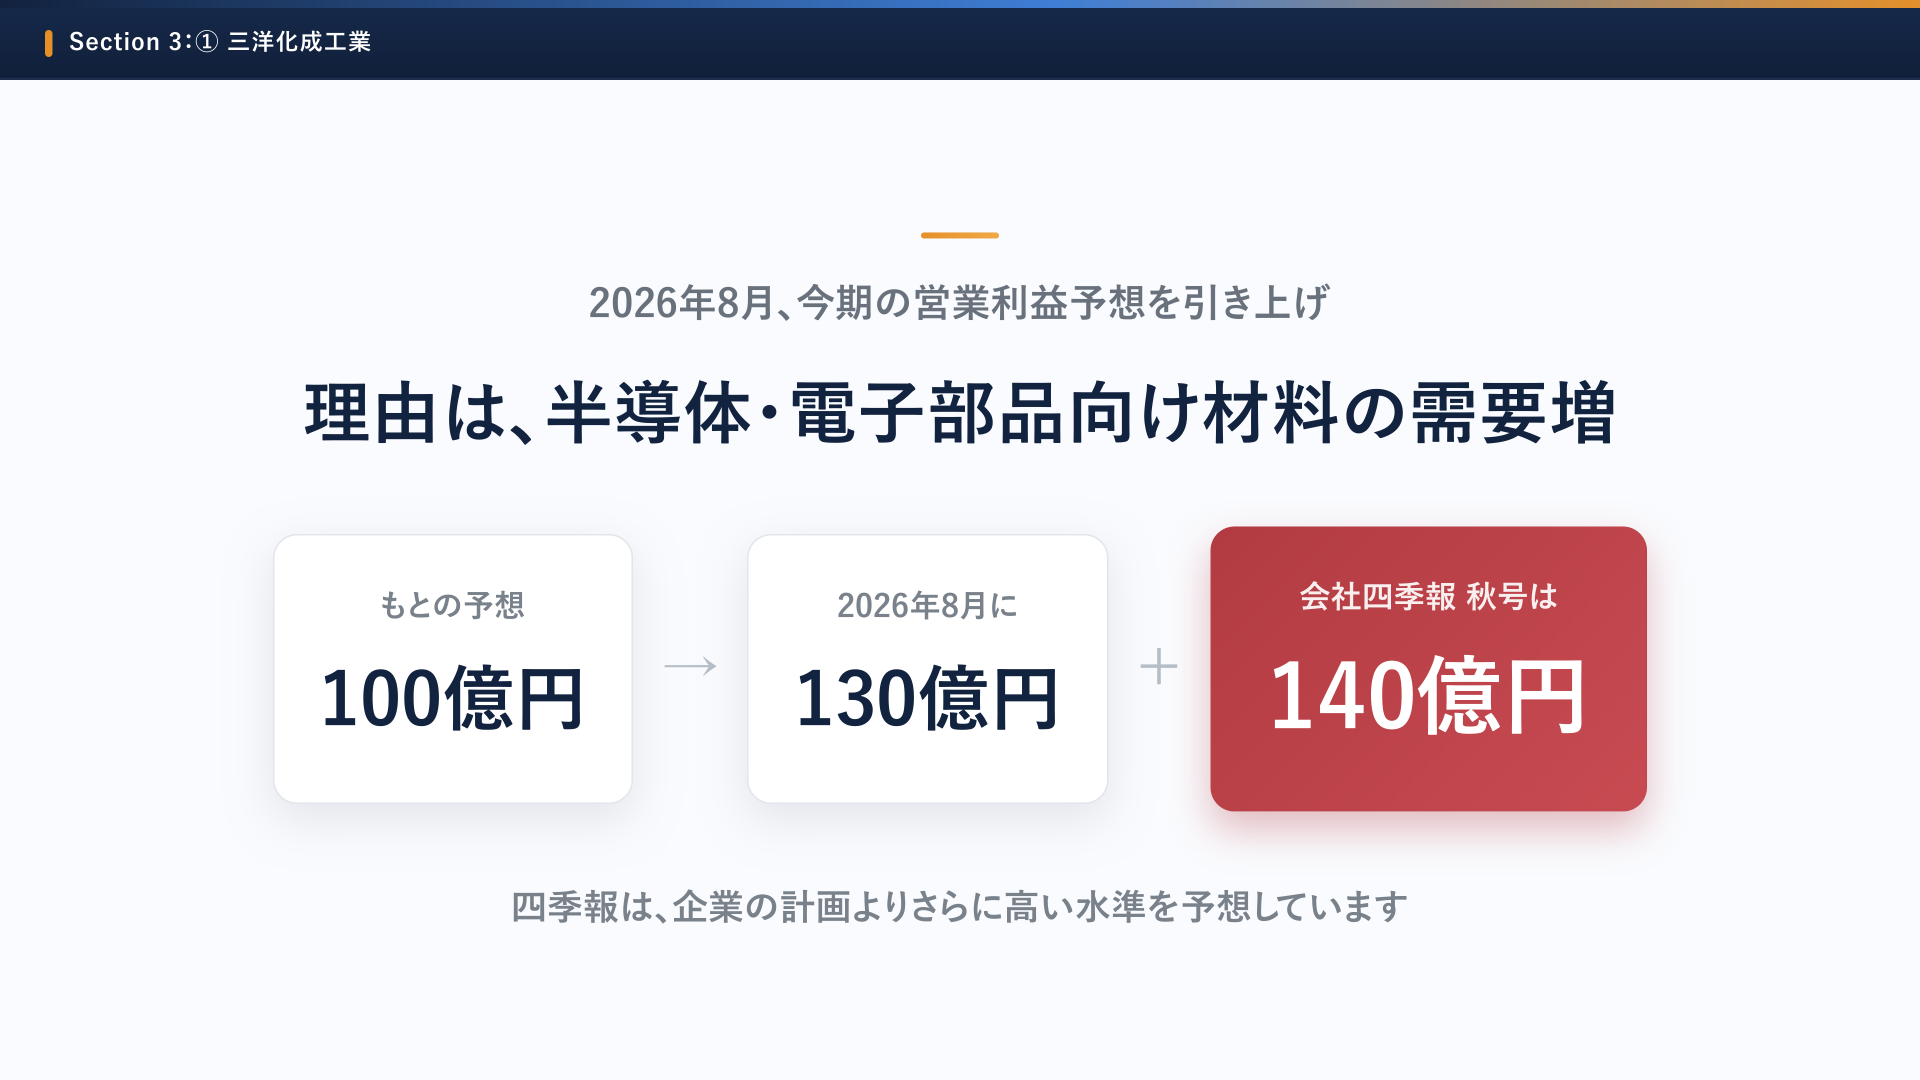 Section 3：① 三洋化成工業
2026年8月、今期の営業利益予想を引き上げ
理由は、半導体・電子部品向け材料の需要増
もとの予想
100億円
→
2026年8月に
130億円
＋
会社四季報 秋号は
140億円
四季報は、企業の計画よりさらに高い水準を予想しています